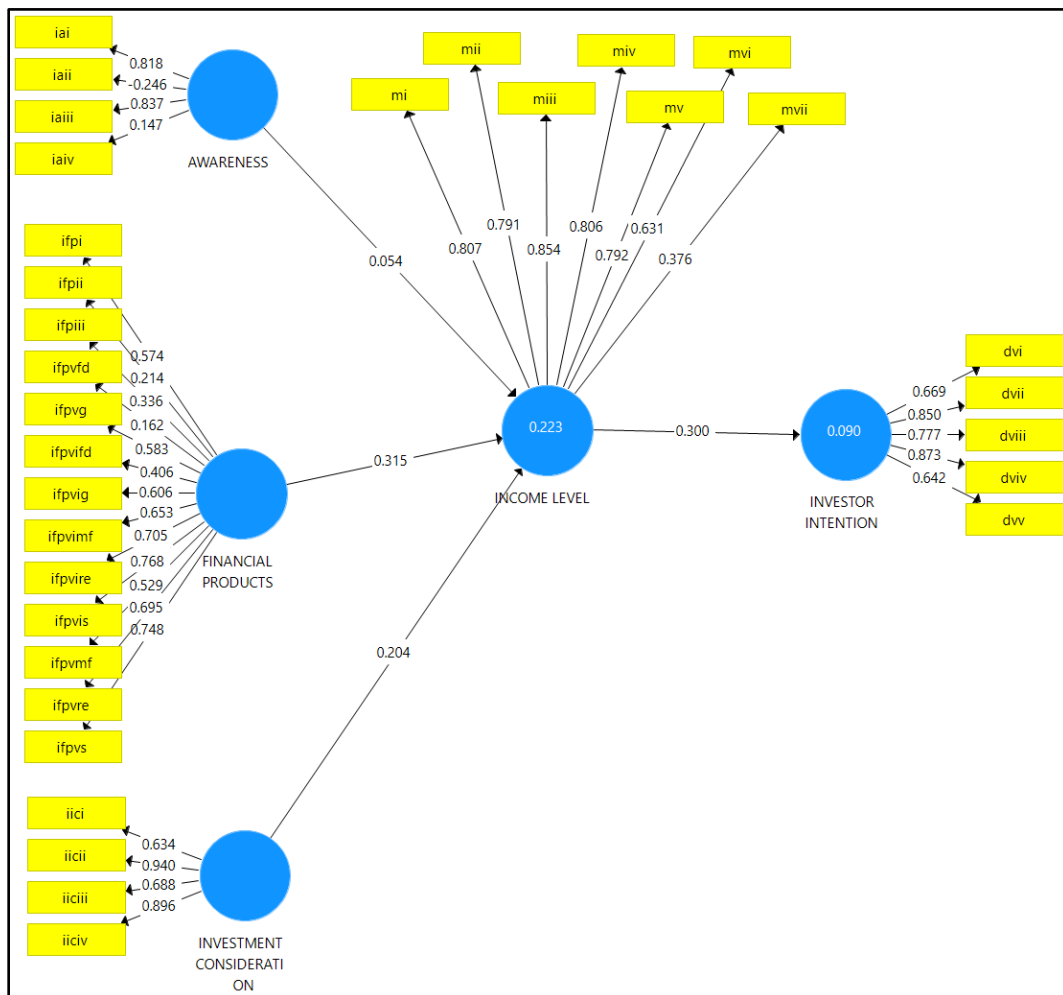 iai
iaii
iaiii
iaiv
0.818
-0.246
0.837
0.147
AWARENESS
mi
mii
miii
miv
mv
mvi
mvii
0.807
0.791
0.854
0.806
0.792
0.631
0.376
0.054
ifpi
ifpii
ifpiii
ifpvfd
ifpvg
ifpvifd
ifpvig
ifpvimf
ifpvire
ifpvis
ifpvmf
ifpvre
ifpvs
0.574
0.214
0.336
0.162
0.583
0.406
0.606
0.653
0.705
0.768
0.529
0.695
0.748
FINANCIAL
PRODUCTS
0.315
0.223
INCOME LEVEL
0.300
0.090
INVESTOR
INTENTION
dvi
dvii
dviii
dviv
dvv
0.669
0.850
0.777
0.873
0.642
0.204
iici
iicii
iiciii
iiciv
0.634
0.940
0.688
0.896
INVESTMENT
CONSIDERATI
ON